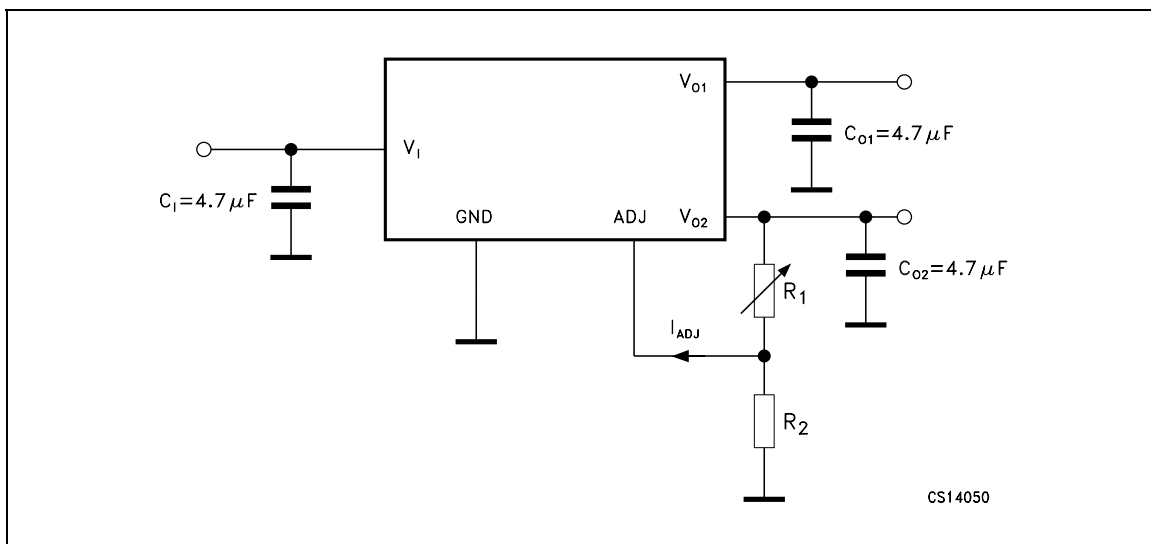 V_O1
C_O1=4.7μF
V_I
C_I=4.7μF
GND
ADJ
V_O2
C_O2=4.7μF
R_1
I_ADJ
R_2
CS14050